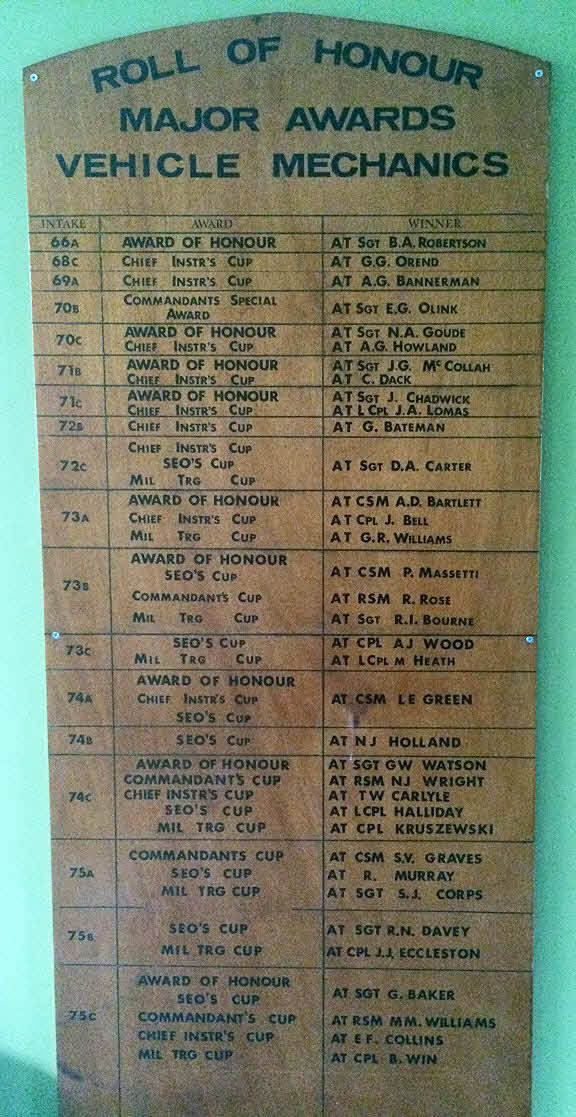 ROLL OF HONOUR
MAJOR AWARDS
VEHICLE MECHANICS
INTAKE AWARD WINNER
66A AWARD OF HONOUR AT SGT B.A. ROBERTSON
68C CHIEF INSTR'S CUP AT G.G. OREND
69A CHIEF INSTR'S CUP AT A.G. BANNERMAN
70B COMMANDANTS SPECIAL AWARD AT SGT E.G. OLINK
70C AWARD OF HONOUR AT SGT N.A. GOUDE
CHIEF INSTR'S CUP AT A.G. HOWLAND
71B AWARD OF HONOUR AT SGT J.G. McCOLLAH
CHIEF INSTR'S CUP AT C. DACK
71C AWARD OF HONOUR AT SGT J. CHADWICK
CHIEF INSTR'S CUP AT LCPL J.A. LOMAS
72B CHIEF INSTR'S CUP AT G. BATEMAN
CHIEF INSTR'S CUP
72C SEO'S CUP AT SGT D.A. CARTER
MIL TRG CUP
73A AWARD OF HONOUR AT CSM A.D. BARTLETT
CHIEF INSTR'S CUP AT CPL J. BELL
MIL TRG CUP AT G.R. WILLIAMS
73B AWARD OF HONOUR
SEO'S CUP AT CSM P. MASSETTI
COMMANDANT'S CUP AT RSM R. ROSE
MIL TRG CUP AT SGT R.I. BOURNE
73C SEO'S CUP AT CPL AJ WOOD
MIL TRG CUP AT LCPL M HEATH
AWARD OF HONOUR
74A CHIEF INSTR'S CUP AT CSM LE GREEN
SEO'S CUP
74B SEO'S CUP AT NJ HOLLAND
74C AWARD OF HONOUR AT SGT GW WATSON
COMMANDANT'S CUP AT RSM NJ WRIGHT
CHIEF INSTR'S CUP AT TW CARLYLE
SEO'S CUP AT LCPL HALLIDAY
MIL TRG CUP AT CPL KRUSZEWSKI
75A COMMANDANTS CUP AT CSM S.V. GRAVES
SEO'S CUP AT R. MURRAY
MIL TRG CUP AT SGT S.J. CORPS
75B SEO'S CUP AT SGT R.N. DAVEY
MIL TRG CUP AT CPL J.J. ECCLESTON
75C AWARD OF HONOUR
SEO'S CUP AT SGT G. BAKER
COMMANDANT'S CUP AT RSM MM. WILLIAMS
CHIEF INSTR'S CUP AT E F. COLLINS
MIL TRG CUP AT CPL B. WIN